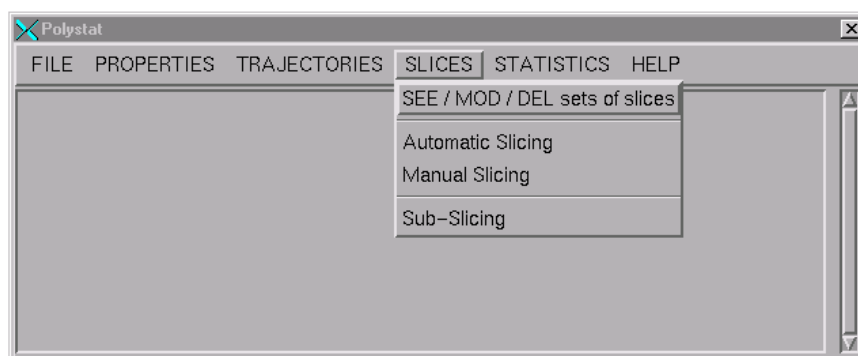 Polystat
FILE PROPERTIES TRAJECTORIES SLICES STATISTICS HELP
SEE / MOD / DEL sets of slices
Automatic Slicing
Manual Slicing
Sub-Slicing